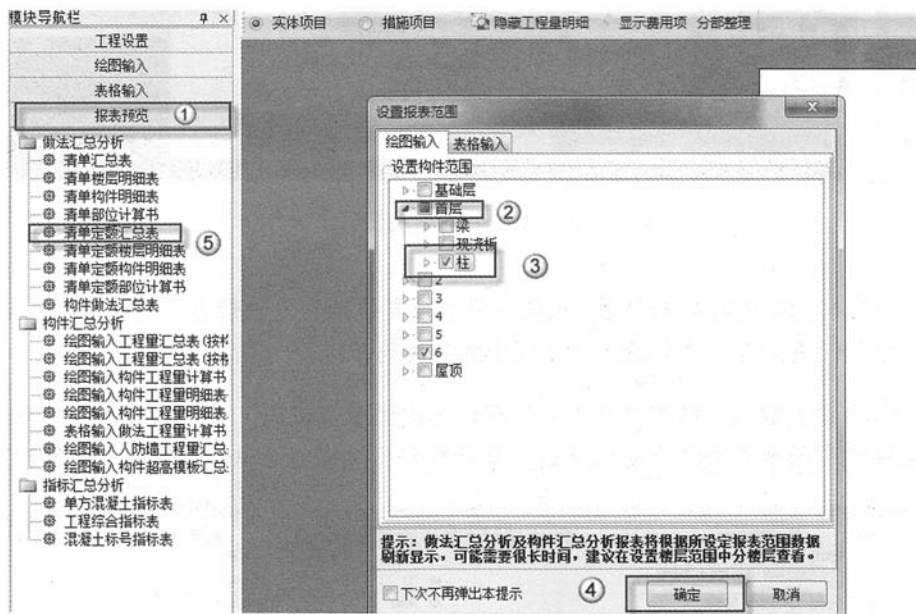 模块导航栏
工程设置
绘图输入
表格输入
报表预览 ①
做法汇总分析
清单汇总表
清单楼层明细表
清单构件明细表
清单部位计算书
清单定额汇总表
⑤
清单定额楼层明细表
清单定额构件明细表
清单定额部位计算书
构件做法汇总表
构件汇总分析
绘图输入工程量汇总表(按构
绘图输入工程量汇总表(按楼
绘图输入构件工程量计算书
绘图输入构件工程量明细表
绘图输入构件工程量明细表
表格输入做法工程量计算书
绘图输入人防墙工程量汇总
绘图输入构件超高模板汇总
指标汇总分析
单方混凝土指标表
工程综合指标表
混凝土标号指标表
实体项目 措施项目 隐藏工程量明细 显示费用项 分部整理
设置报表范围
绘图输入 表格输入
设置构件范围
基础层
首层 ②
梁
现浇板
柱 ③
2
3
4
5
6
屋顶
提示：做法汇总分析及构件汇总分析报表将根据所设定报表范围数据
刷新显示，可能需要很长时间，建议在设置楼层范围中分楼层查看。
下次不再弹出本提示 ④ 确定 取消